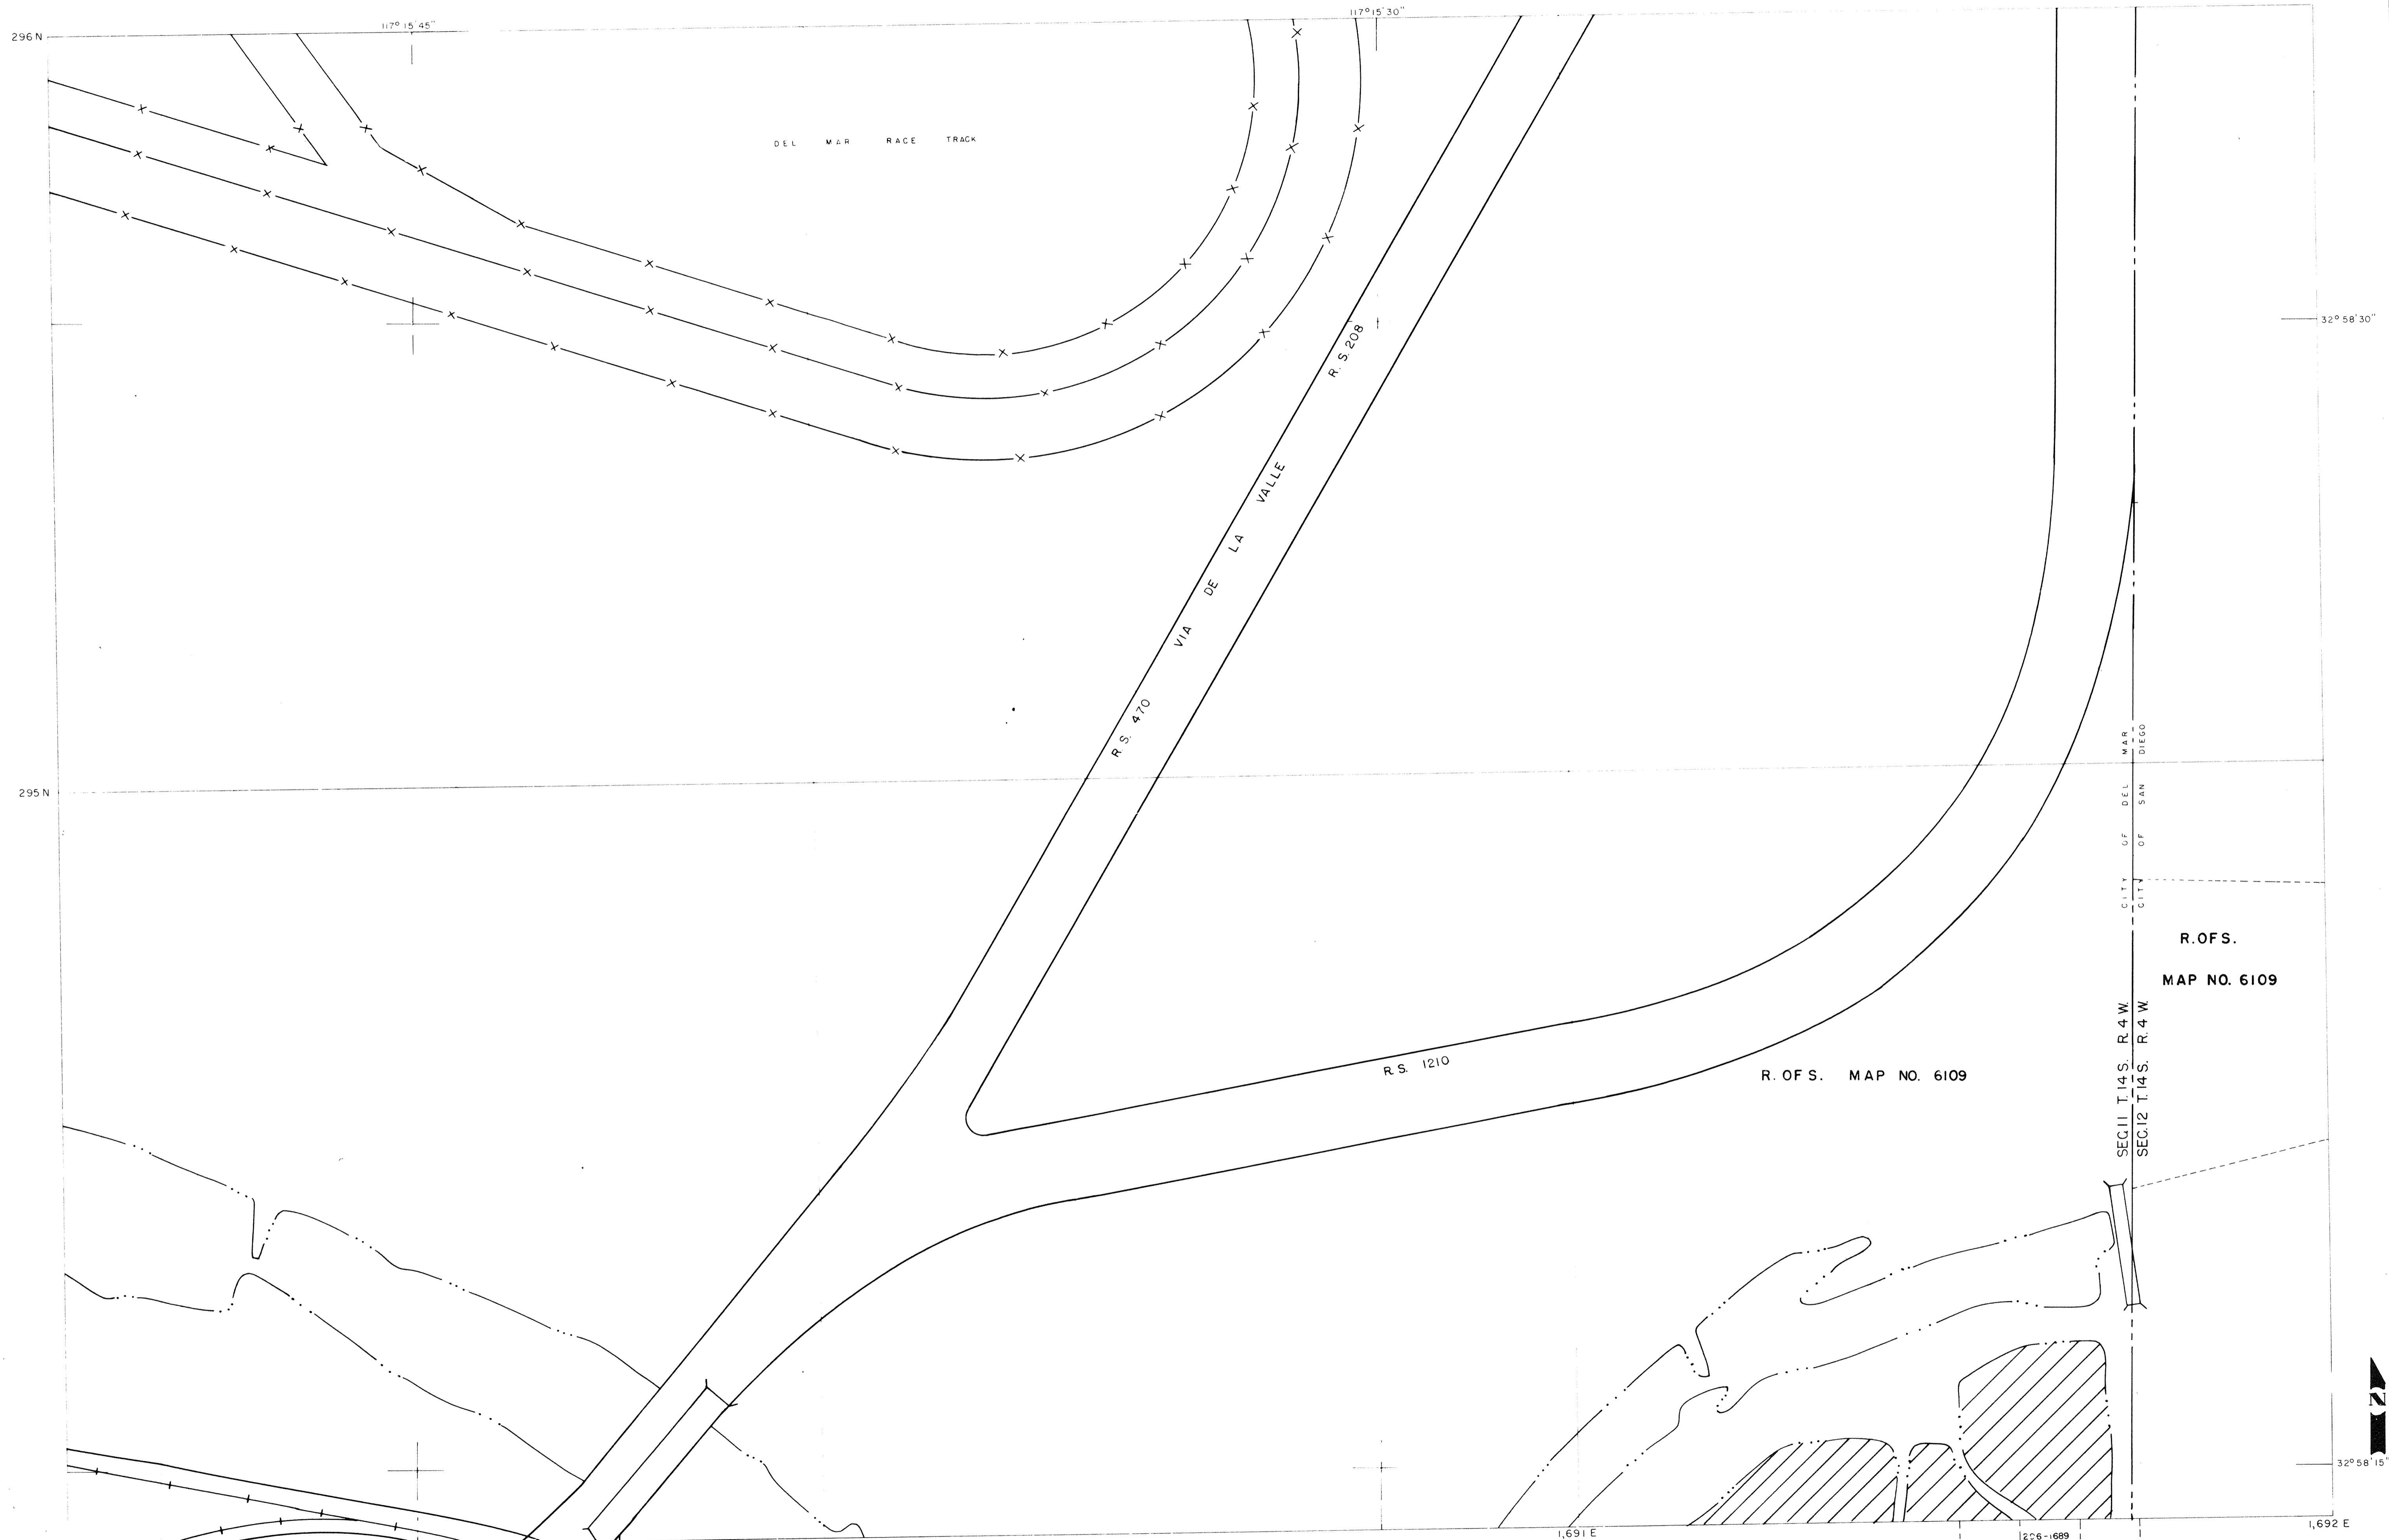 117° 15' 45"
117° 15' 30"
296 N
DEL MAR RACE TRACK
32° 58' 30"
R. S. 208
VIA DE LA VALLE
R. S. 470
CITY OF DEL MAR
CITY OF SAN DIEGO
295 N
R. OF S.
MAP NO. 6109
SEC. 11 T. 14 S. R. 4 W.
SEC. 12 T. 14 S. R. 4 W.
R. S. 1210
R. OF S. MAP NO. 6109
N
32° 58' 15"
1,691 E
296-1689
1,692 E